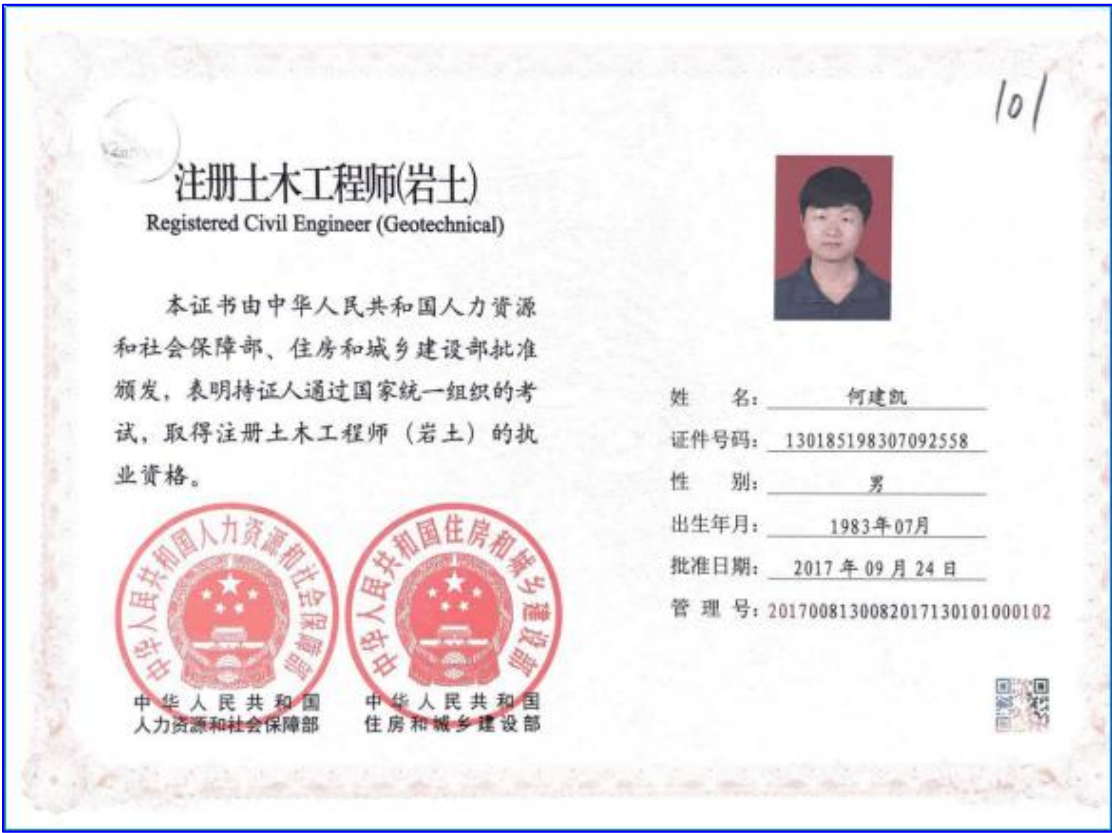 101
注册土木工程师(岩土)
Registered Civil Engineer (Geotechnical)
本证书由中华人民共和国人力资源
和社会保障部、住房和城乡建设部批准
颁发，表明持证人通过国家统一组织的考
试，取得注册土木工程师（岩土）的执
业资格。
中华人民共和国人力资源和社会保障部
中华人民共和国住房和城乡建设部
中华人民共和国
人力资源和社会保障部
中华人民共和国
住房和城乡建设部
姓 名：何建凯
证件号码：130185198307092558
性 别：男
出生年月：1983年07月
批准日期：2017年09月24日
管 理 号：2017008130082017130101000102